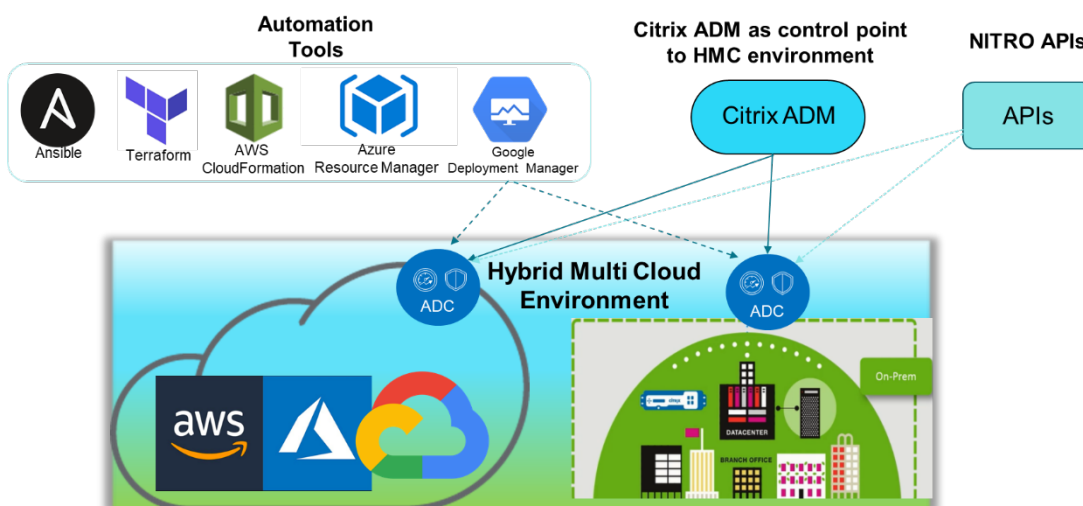 Automation
Tools
Citrix ADM as control point
to HMC environment
NITRO APIs
Ansible
Terraform
AWS
CloudFormation
Azure
Resource Manager
Google
Deployment Manager
Citrix ADM
APIs
ADC
Hybrid Multi Cloud
Environment
ADC
aws
On-Prem
citrix
DATACENTER
BRANCH OFFICE